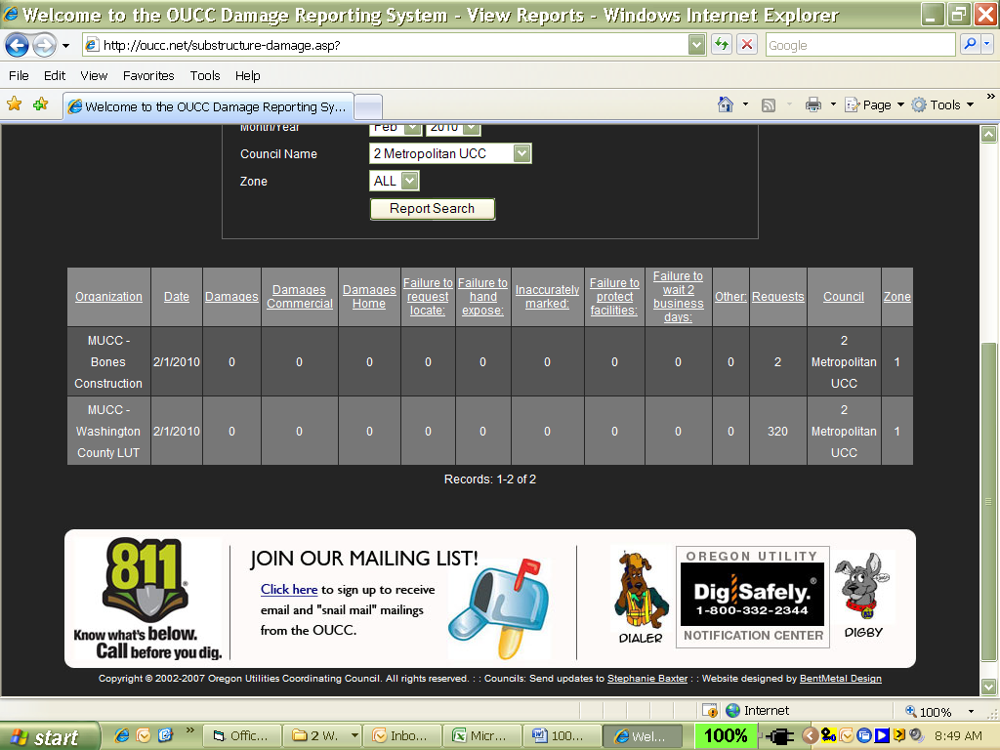 Welcome to the OUCC Damage Reporting System - View Reports - Windows Internet Explorer
http://oucc.net/substructure-damage.asp?
Google
File Edit View Favorites Tools Help
Welcome to the OUCC Damage Reporting Sy...
Page Tools »
Month/Year Feb 2010
Council Name 2 Metropolitan UCC
Zone ALL
Report Search
Organization Date Damages Damages Commercial Damages Home Failure to request locate: Failure to hand expose: Inaccurately marked: Failure to protect facilities: Failure to wait 2 business days: Other: Requests Council Zone
MUCC - Bones Construction 2/1/2010 0 0 0 0 0 0 0 0 0 2 2 Metropolitan UCC 1
MUCC - Washington County LUT 2/1/2010 0 0 0 0 0 0 0 0 0 320 2 Metropolitan UCC 1
Records: 1-2 of 2
811®
Know what's below.
Call before you dig.
JOIN OUR MAILING LIST!
Click here to sign up to receive
email and "snail mail" mailings
from the OUCC.
DIALER
OREGON UTILITY
Dig Safely.®
1-800-332-2344
NOTIFICATION CENTER
DIGBY
Copyright © 2002-2007 Oregon Utilities Coordinating Council. All rights reserved. : : Councils: Send updates to Stephanie Baxter : : Website designed by BentMetal Design
Internet 100%
start » Offic... 2 W. Inbo... Micr... 100... Wel... 100% 8:49 AM